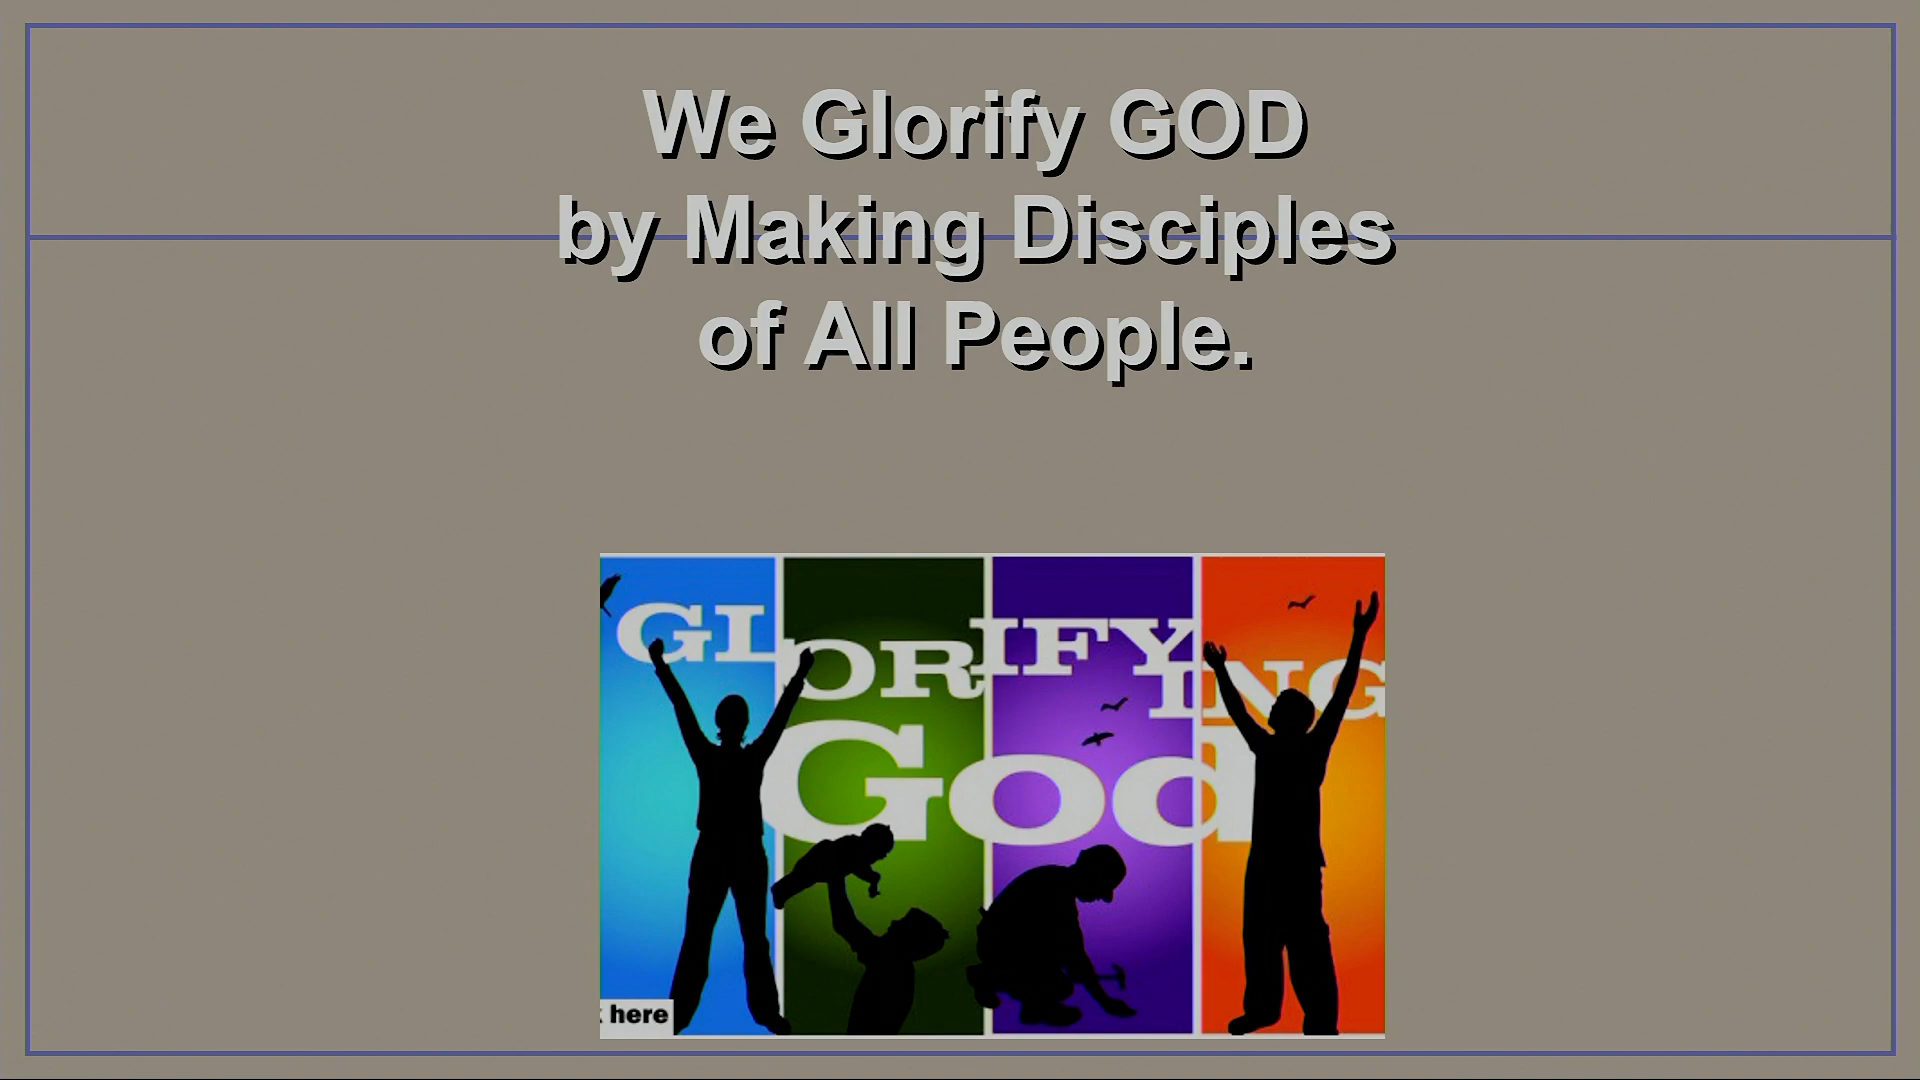 We Glorify GOD
by Making Disciples
of All People.
GLORIFYING
God
here